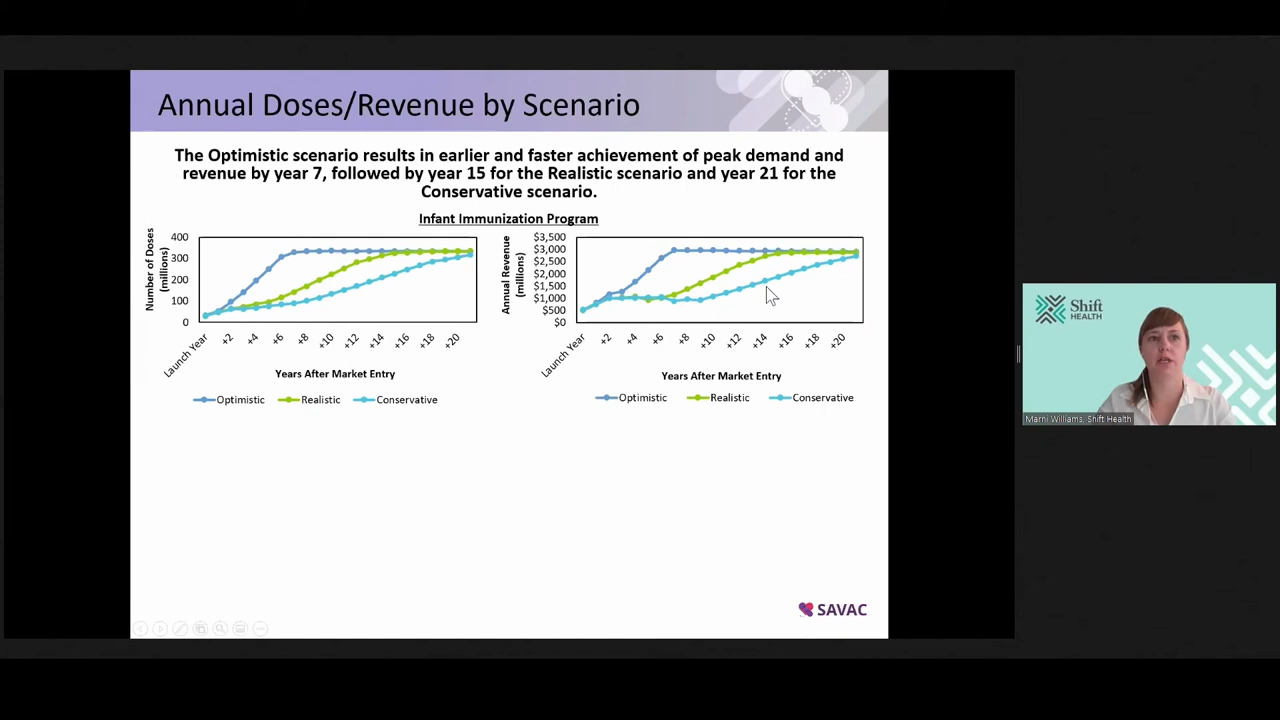 Annual Doses/Revenue by Scenario
The Optimistic scenario results in earlier and faster achievement of peak demand and
revenue by year 7, followed by year 15 for the Realistic scenario and year 21 for the
Conservative scenario.
Infant Immunization Program
Number of Doses
(millions)
400
300
200
100
0
Launch Year
+2
+4
+6
+8
+10
+12
+14
+16
+18
+20
Years After Market Entry
Optimistic
Realistic
Conservative
Annual Revenue
(millions)
$3,500
$3,000
$2,500
$2,000
$1,500
$1,000
$500
$0
Launch Year
+2
+4
+6
+8
+10
+12
+14
+16
+18
+20
Years After Market Entry
Optimistic
Realistic
Conservative
SAVAC
Shift
HEALTH
Marni Williams, Shift Health